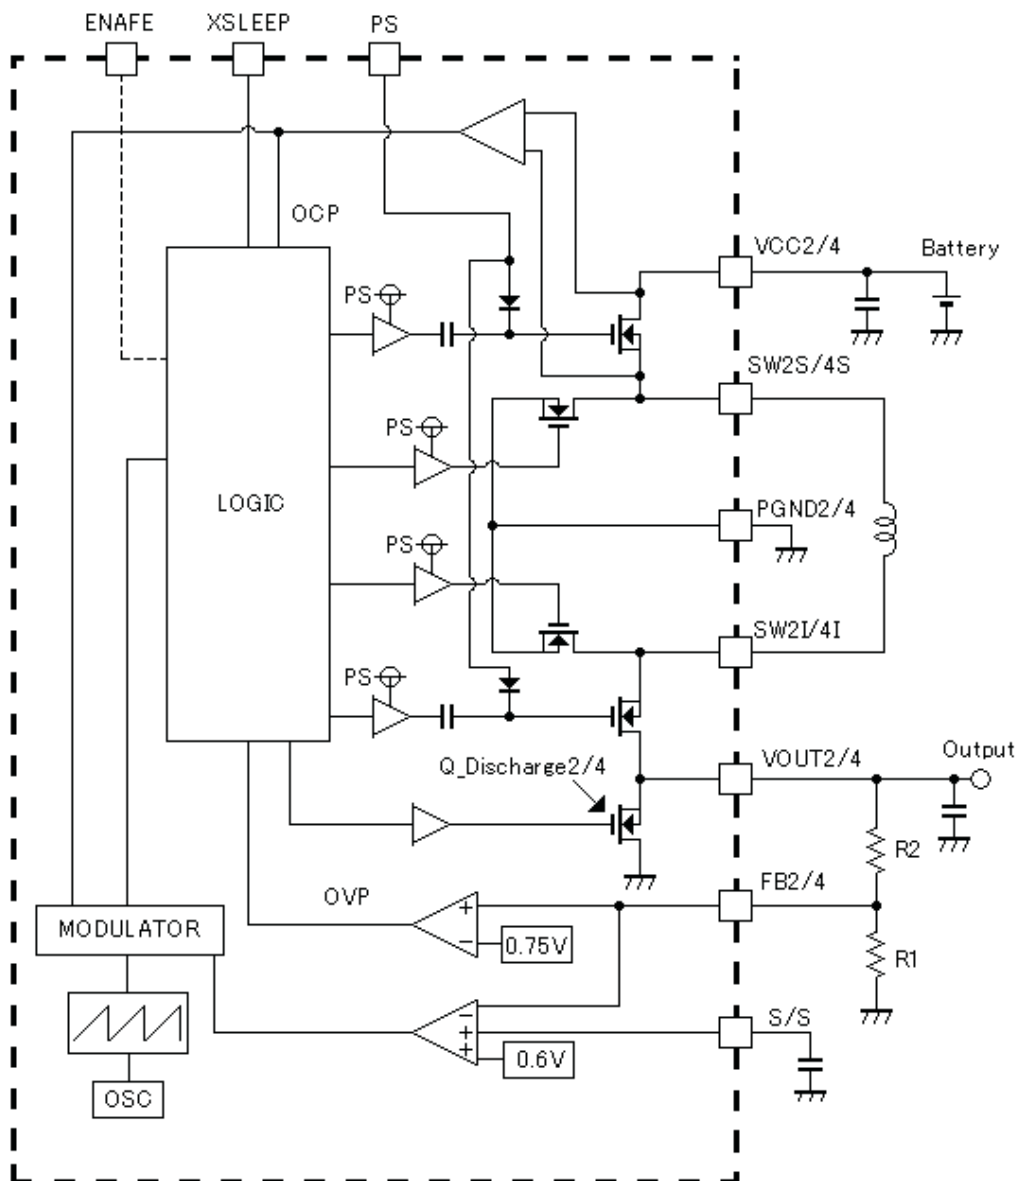 ENAFE
XSLEEP
PS
OCP
VCC2/4
Battery
PS
SW2S/4S
PS
LOGIC
PGND2/4
PS
SW2I/4I
PS
Q_Discharge2/4
VOUT2/4
Output
R2
FB2/4
OVP
+
−
0.75V
MODULATOR
R1
S/S
−
+
+
0.6V
OSC